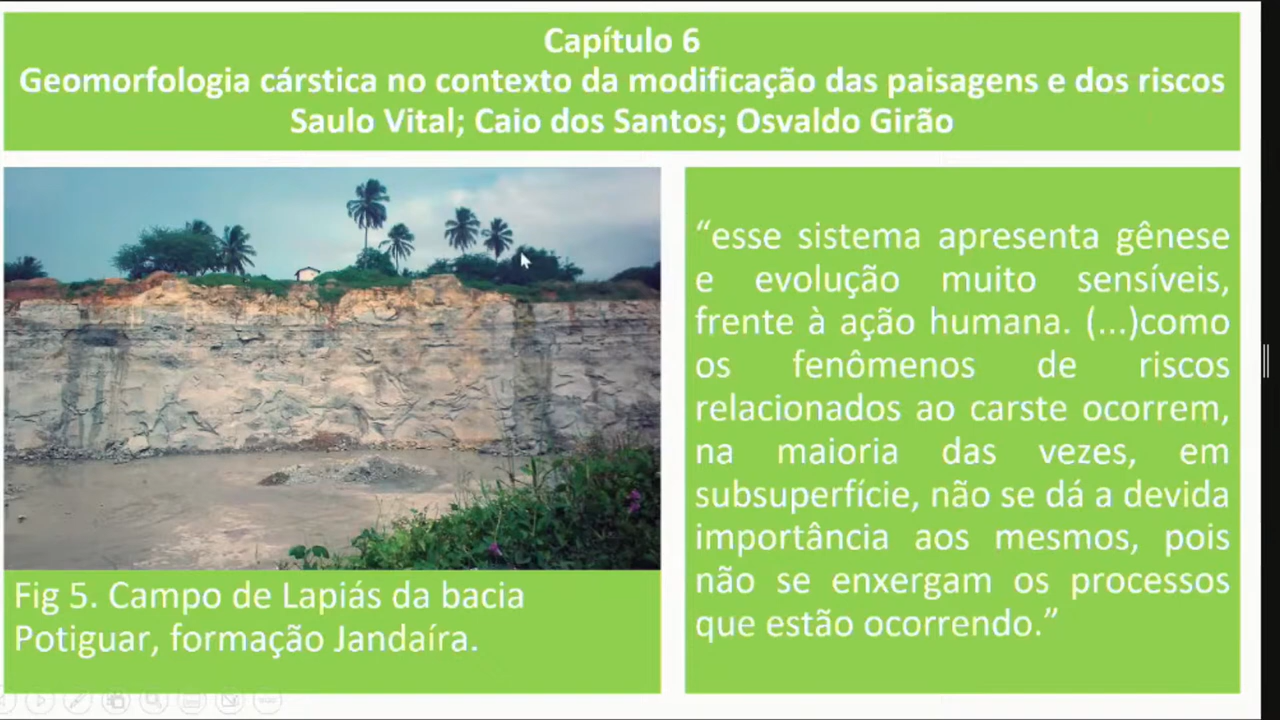 Capítulo 6
Geomorfologia cárstica no contexto da modificação das paisagens e dos riscos
Saulo Vital; Caio dos Santos; Osvaldo Girão
Fig 5. Campo de Lapiás da bacia
Potiguar, formação Jandaíra.
“esse sistema apresenta gênese
e evolução muito sensíveis,
frente à ação humana. (...)como
os fenômenos de riscos
relacionados ao carste ocorrem,
na maioria das vezes, em
subsuperfície, não se dá a devida
importância aos mesmos, pois
não se enxergam os processos
que estão ocorrendo.”